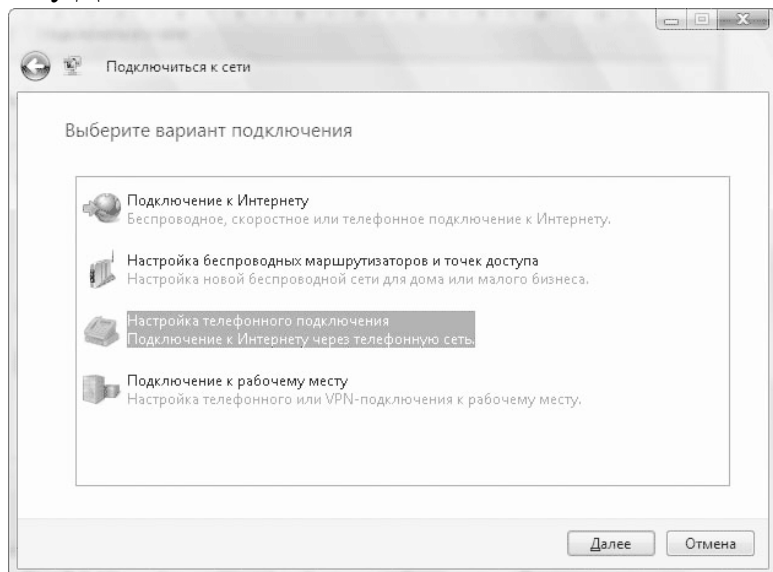 Подключиться к сети
Выберите вариант подключения
Подключение к Интернету
Беспроводное, скоростное или телефонное подключение к Интернету.
Настройка беспроводных маршрутизаторов и точек доступа
Настройка новой беспроводной сети для дома или малого бизнеса.
Настройка телефонного подключения
Подключение к Интернету через телефонную сеть.
Подключение к рабочему месту
Настройка телефонного или VPN-подключения к рабочему месту.
Далее
Отмена